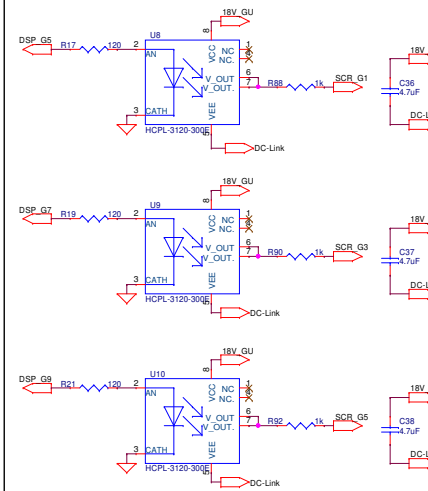 18V_GU
DSP_G5 R17 120 2 U8 8 VCC NC 1 18V
AN NC. 4
V_OUT 6 R88 1k SCR_G1 C36
V_OUT. 7 4.7uF
3 CATH VEE
HCPL-3120-300E 5 DC-L
DC-Link
18V_GU
DSP_G7 R19 120 2 U9 8 VCC NC 1 18V
AN NC. 4
V_OUT 6 R90 1k SCR_G3 C37
V_OUT. 7 4.7uF
3 CATH VEE
HCPL-3120-300E 5 DC-L
DC-Link
18V_GU
DSP_G9 R21 120 2 U10 8 VCC NC 1 18V
AN NC. 4
V_OUT 6 R92 1k SCR_G5 C38
V_OUT. 7 4.7uF
3 CATH VEE
HCPL-3120-300E 5 DC-L
DC-Link